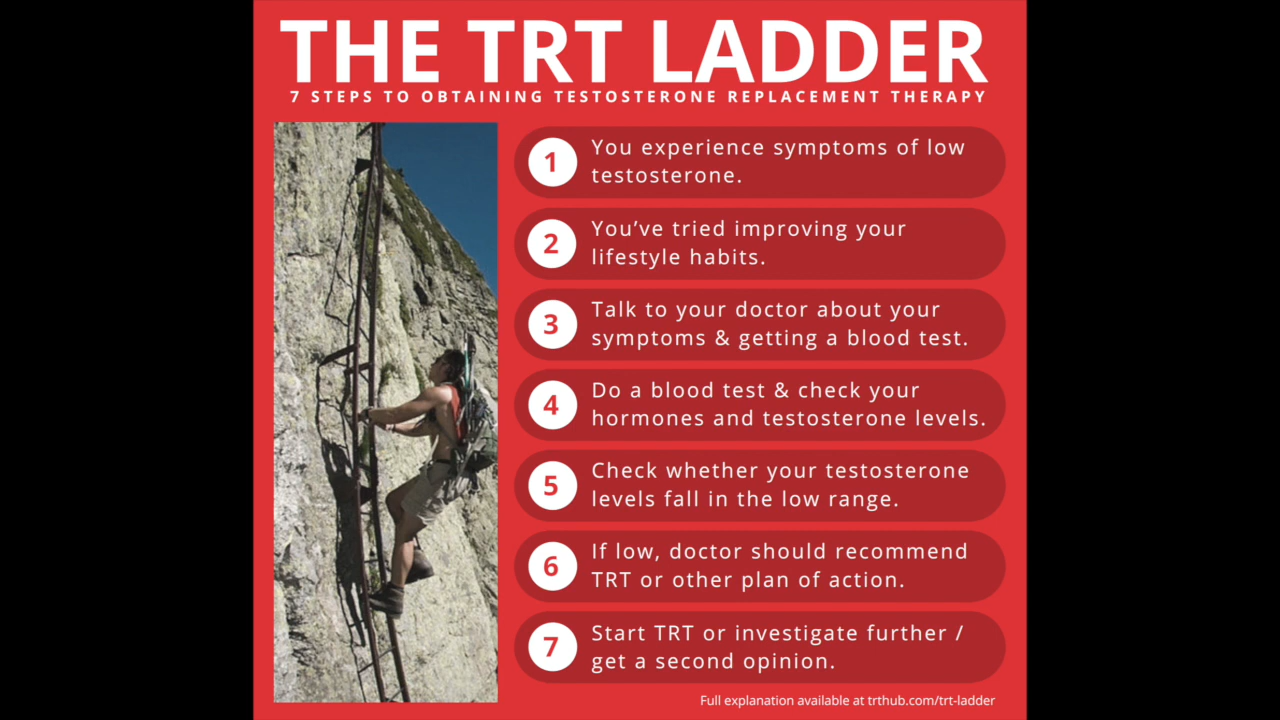 THE TRT LADDER
7 STEPS TO OBTAINING TESTOSTERONE REPLACEMENT THERAPY
1
You experience symptoms of low
testosterone.
2
You’ve tried improving your
lifestyle habits.
3
Talk to your doctor about your
symptoms & getting a blood test.
4
Do a blood test & check your
hormones and testosterone levels.
5
Check whether your testosterone
levels fall in the low range.
6
If low, doctor should recommend
TRT or other plan of action.
7
Start TRT or investigate further /
get a second opinion.
Full explanation available at trthub.com/trt-ladder